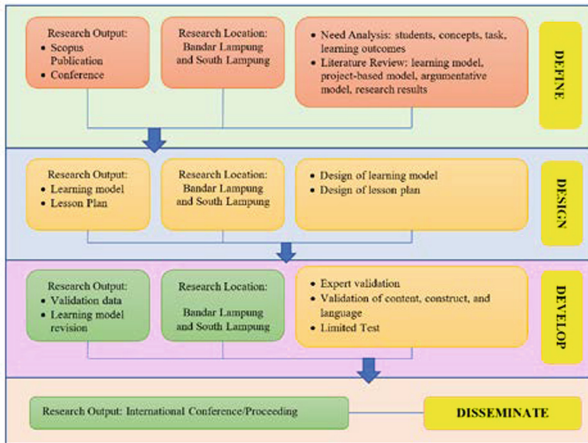 Research Output:
• Scopus
Publication
• Conference
Research Location:
Bandar Lampung
and South Lampung
• Need Analysis: students, concepts, task,
learning outcomes
• Literature Review: learning model,
project-based model, argumentative
model, research results
DEFINE
Research Output:
• Learning model
• Lesson Plan
Research Location:
Bandar Lampung
and South Lampung
• Design of learning model
• Design of lesson plan
DESIGN
Research Output:
• Validation data
• Learning model
revision
Research Location:
Bandar Lampung
and South Lampung
• Expert validation
• Validation of content, construct, and
language
• Limited Test
DEVELOP
Research Output: International Conference/Proceeding
DISSEMINATE